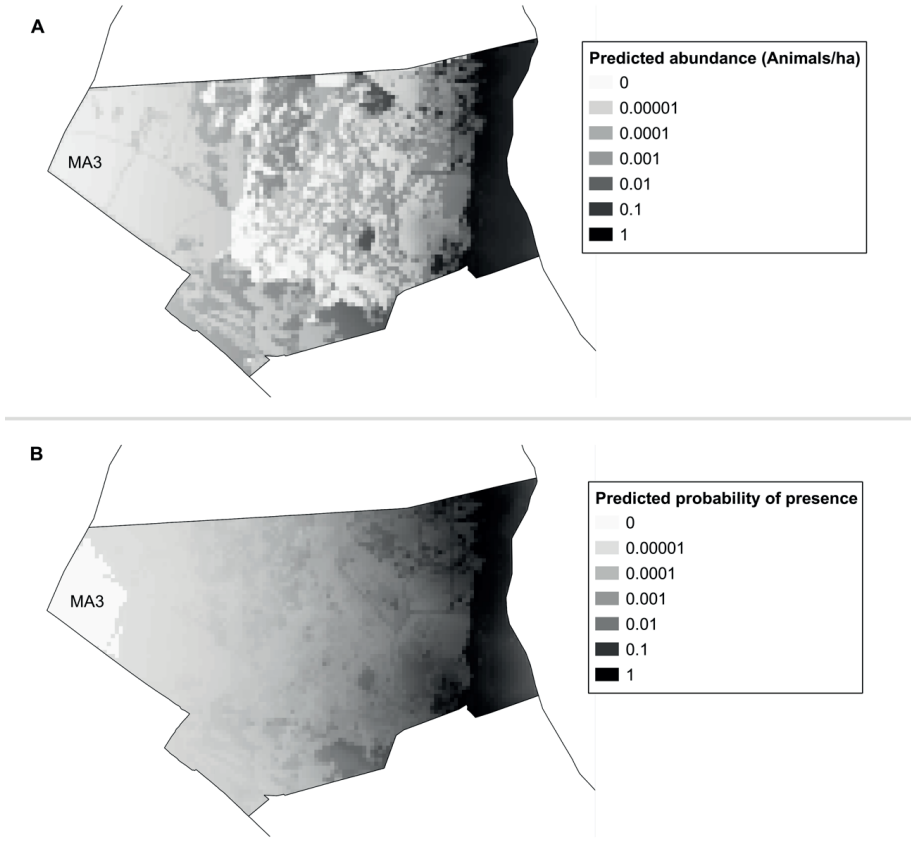 A
Predicted abundance (Animals/ha)
0
0.00001
0.0001
0.001
0.01
0.1
1
MA3
B
Predicted probability of presence
0
0.00001
0.0001
0.001
0.01
0.1
1
MA3